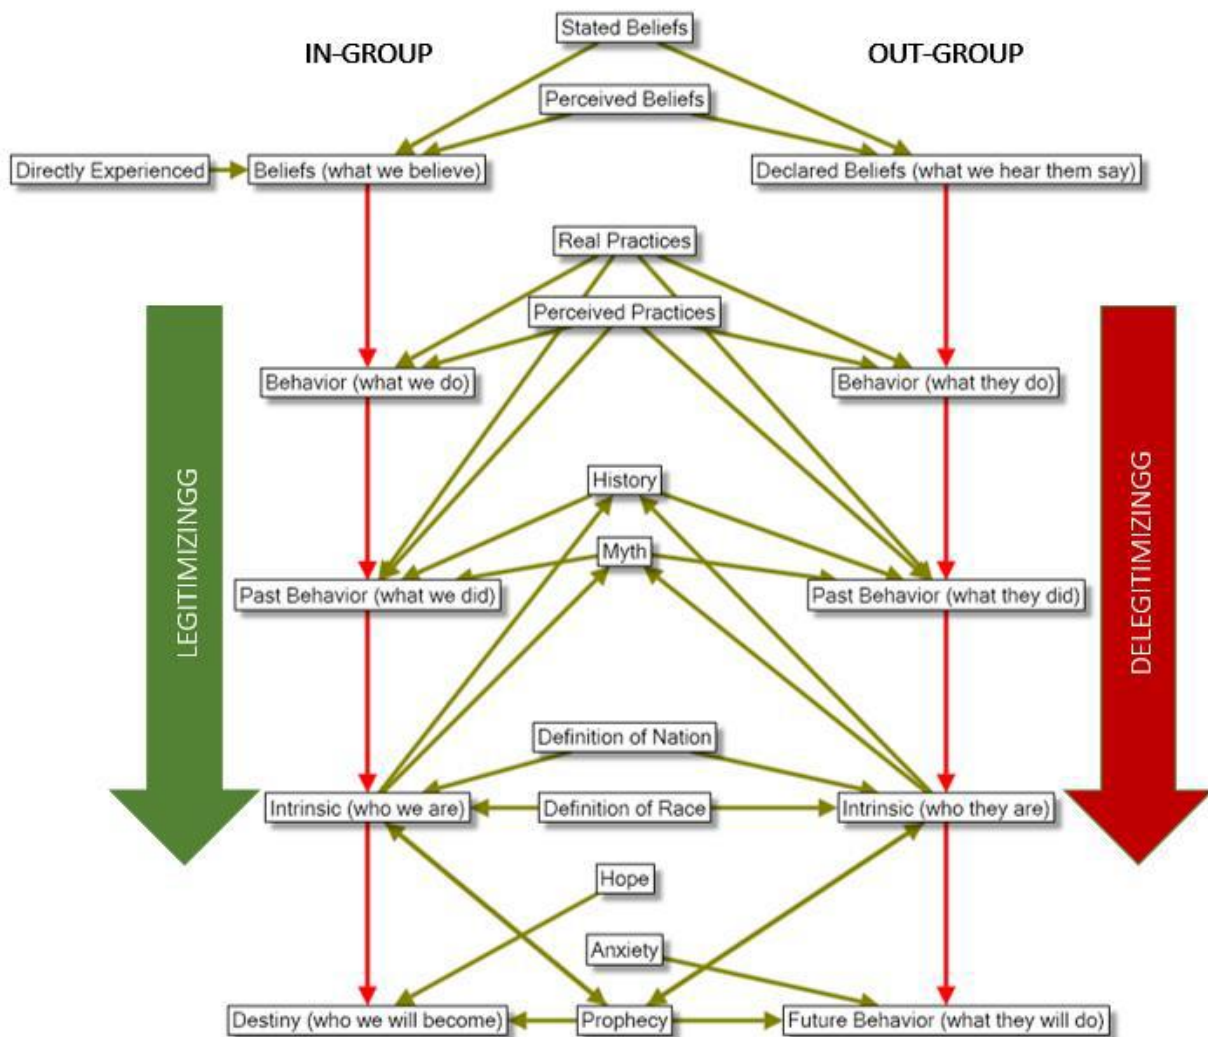 Stated Beliefs
IN-GROUP
OUT-GROUP
Perceived Beliefs
Directly Experienced
Beliefs (what we believe)
Declared Beliefs (what we hear them say)
Real Practices
Perceived Practices
Behavior (what we do)
Behavior (what they do)
LEGITIMIZINGG
DELEGITIMIZINGG
History
Myth
Past Behavior (what we did)
Past Behavior (what they did)
Definition of Nation
Intrinsic (who we are)
Definition of Race
Intrinsic (who they are)
Hope
Anxiety
Destiny (who we will become)
Prophecy
Future Behavior (what they will do)